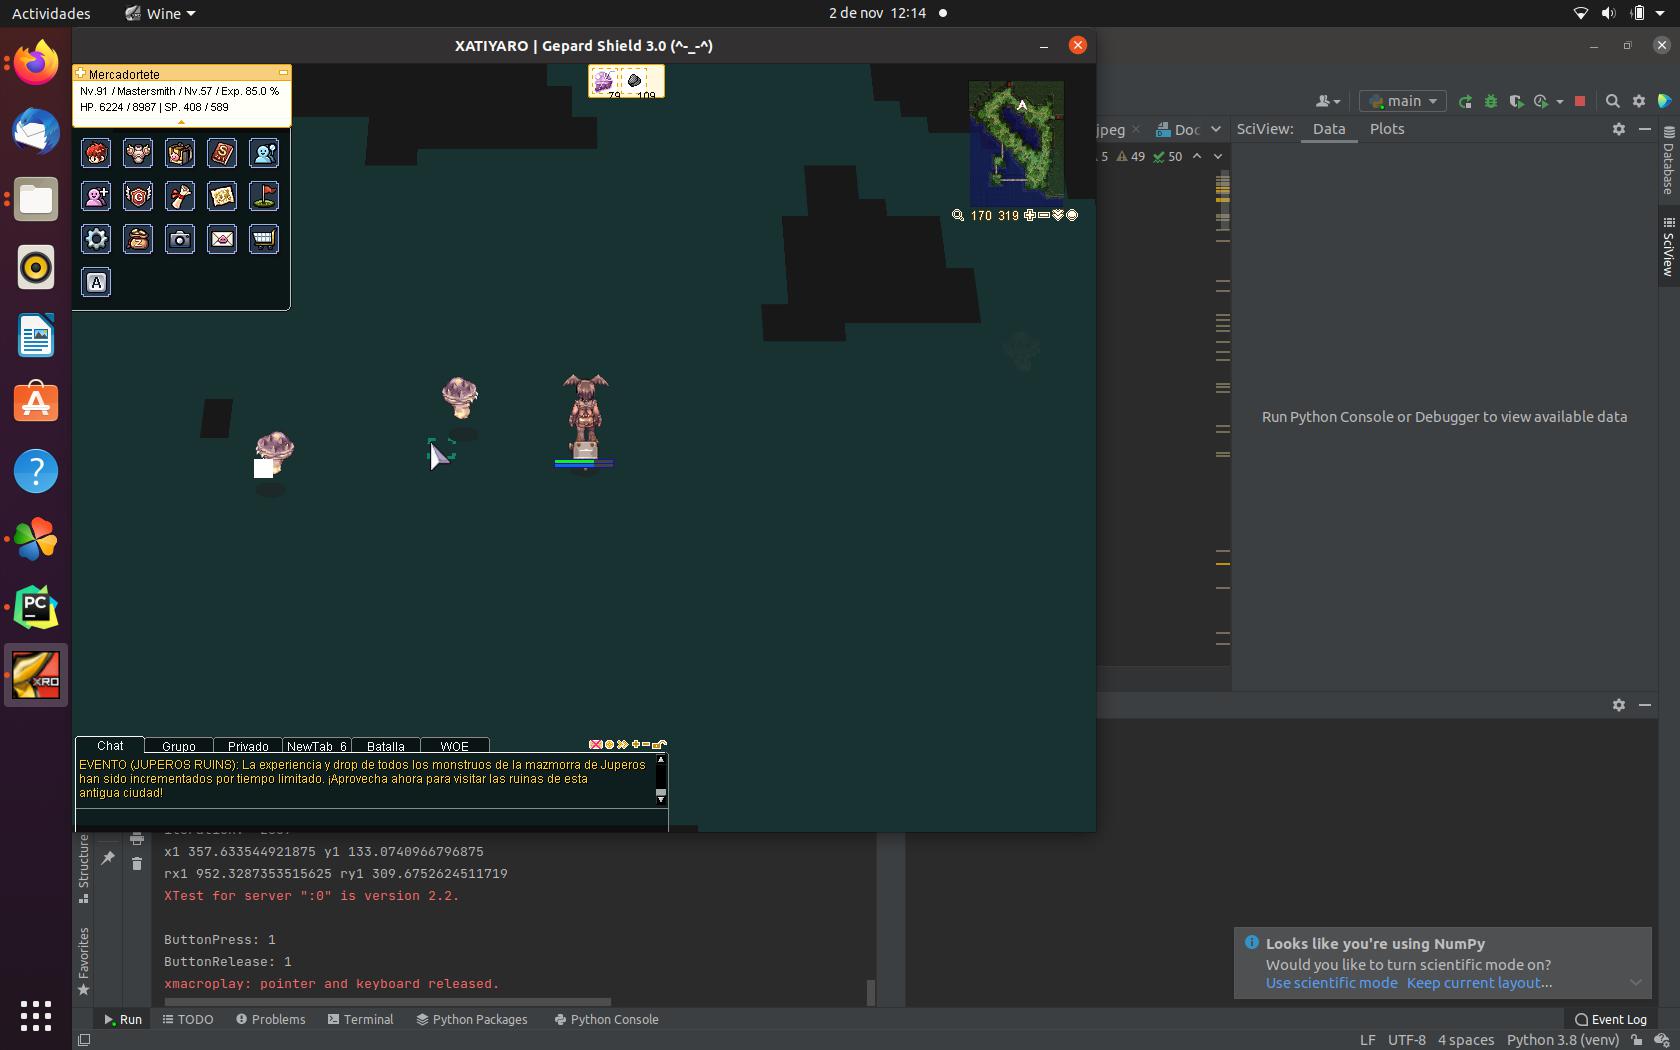 Actividades
Wine
2 de nov 12:14
XATIYARO | Gepard Shield 3.0 (^-_-^)
Mercadortete
Nv.91 / Mastersmith / Nv.57 / Exp. 85.0 %
HP. 6224 / 8987 | SP. 408 / 589
79 109
170 319
A
main
jpeg
Doc
SciView:
Data
Plots
5 49 50
Database
SciView
Run Python Console or Debugger to view available data
Chat
Grupo
Privado
NewTab 6
Batalla
WOE
EVENTO (JUPEROS RUINS): La experiencia y drop de todos los monstruos de la mazmorra de Juperos
han sido incrementados por tiempo limitado. ¡Aprovecha ahora para visitar las ruinas de esta
antigua ciudad!
Structure
Favorites
x1 357.633544921875 y1 133.0740966796875
rx1 952.3287353515625 ry1 309.6752624511719
XTest for server ":0" is version 2.2.
ButtonPress: 1
ButtonRelease: 1
xmacroplay: pointer and keyboard released.
Looks like you're using NumPy
Would you like to turn scientific mode on?
Use scientific mode Keep current layout...
PC
XRO
Run
TODO
Problems
Terminal
Python Packages
Python Console
Event Log
LF UTF-8 4 spaces Python 3.8 (venv)